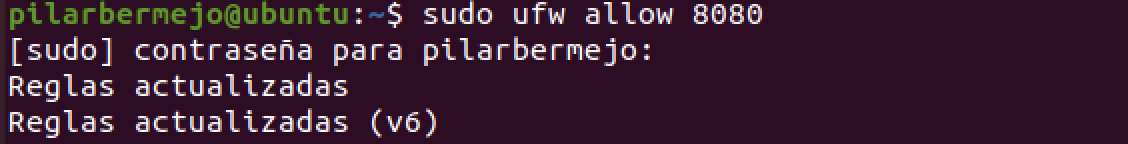 pilarbermejo@ubuntu:~$ sudo ufw allow 8080
[sudo] contraseña para pilarbermejo:
Reglas actualizadas
Reglas actualizadas (v6)